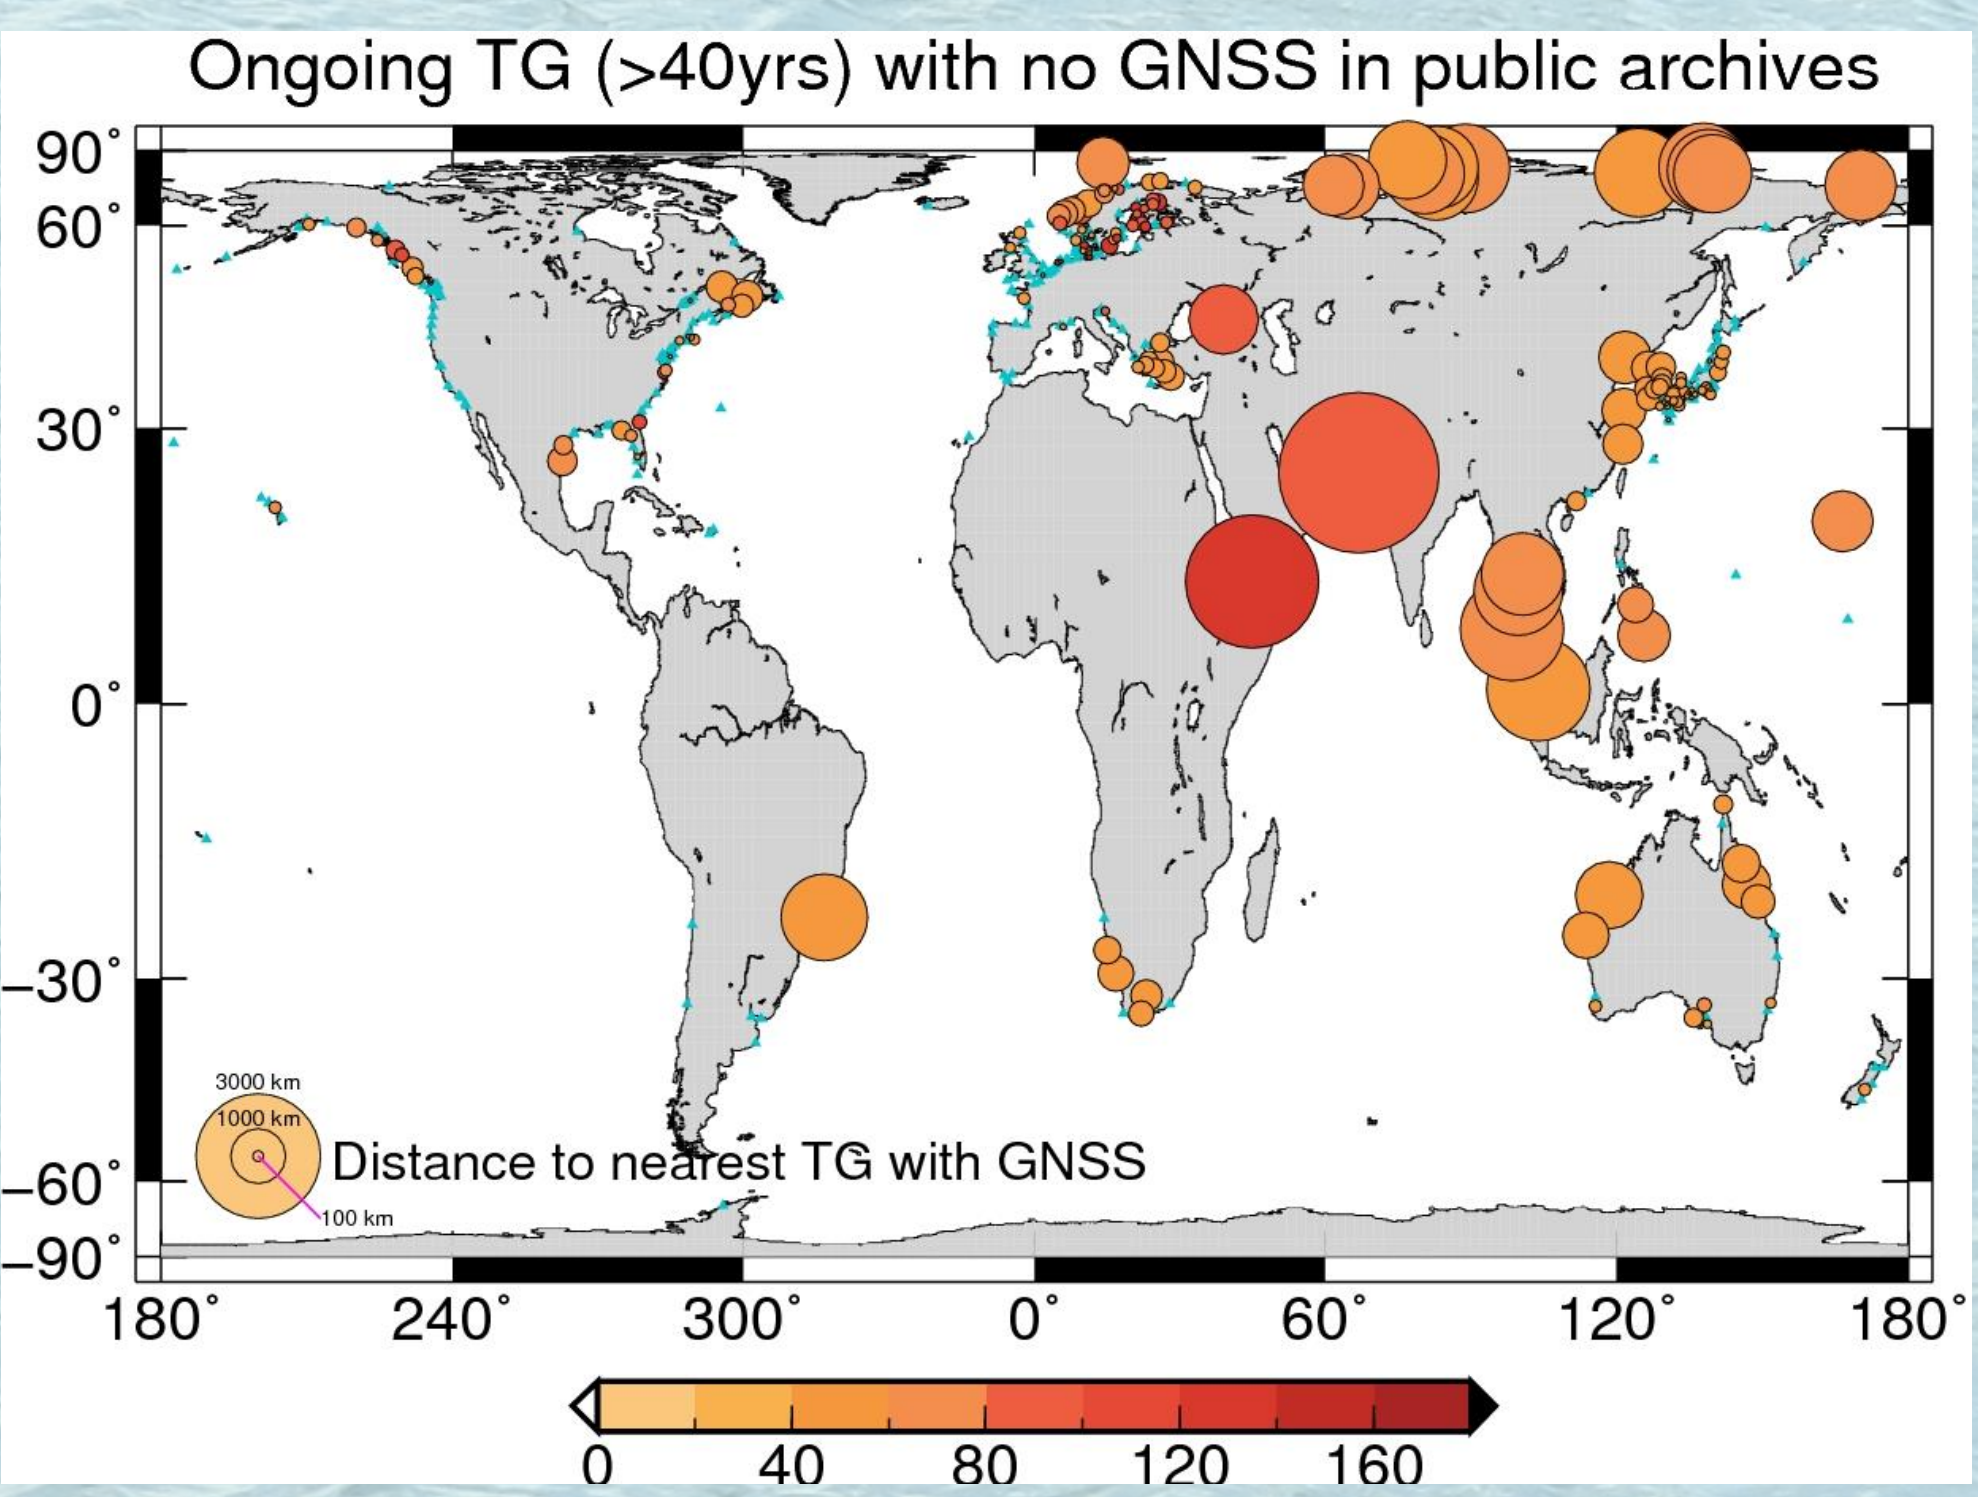 Ongoing TG (>40yrs) with no GNSS in public archives
90°
60°
30°
0°
−30°
−60°
−90°
3000 km
1000 km
100 km
Distance to nearest TG with GNSS
180° 240° 300° 0° 60° 120° 180°
0 40 80 120 160